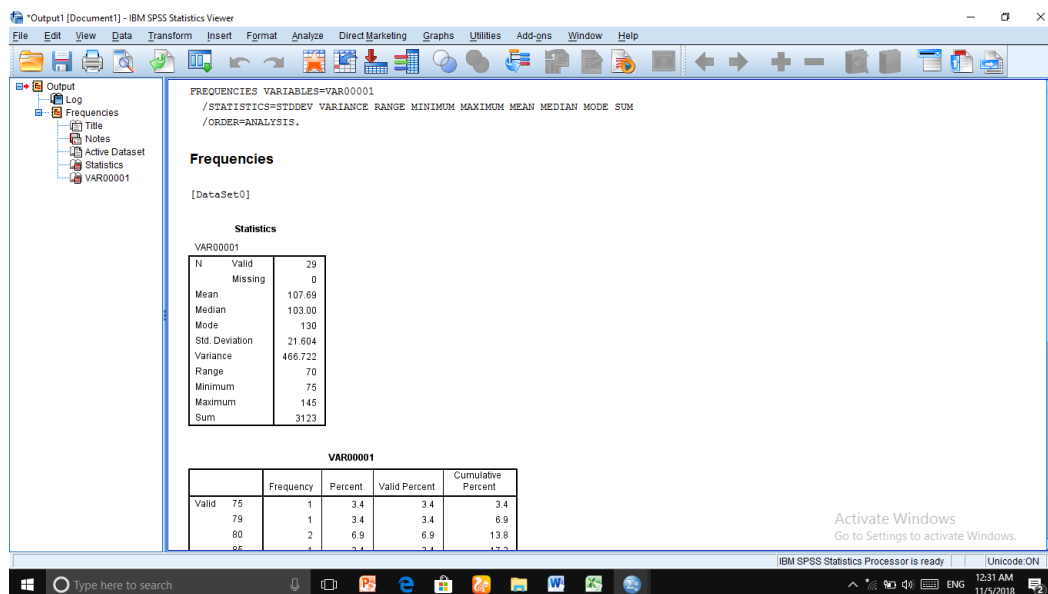 *Output1 [Document1] - IBM SPSS Statistics Viewer
File Edit View Data Transform Insert Format Analyze Direct Marketing Graphs Utilities Add-ons Window Help
Output
Log
Frequencies
Title
Notes
Active Dataset
Statistics
VAR00001
FREQUENCIES VARIABLES=VAR00001
/STATISTICS=STDDEV VARIANCE RANGE MINIMUM MAXIMUM MEAN MEDIAN MODE SUM
/ORDER=ANALYSIS.
Frequencies
[DataSet0]
Statistics
VAR00001
N Valid 29
Missing 0
Mean 107.69
Median 103.00
Mode 130
Std. Deviation 21.604
Variance 466.722
Range 70
Minimum 75
Maximum 145
Sum 3123
VAR00001
Frequency Percent Valid Percent Cumulative Percent
Valid 75 1 3.4 3.4 3.4
79 1 3.4 3.4 6.9
80 2 6.9 6.9 13.8
Activate Windows
Go to Settings to activate Windows.
IBM SPSS Statistics Processor is ready Unicode:ON
Type here to search
ENG
12:31 AM
11/5/2018